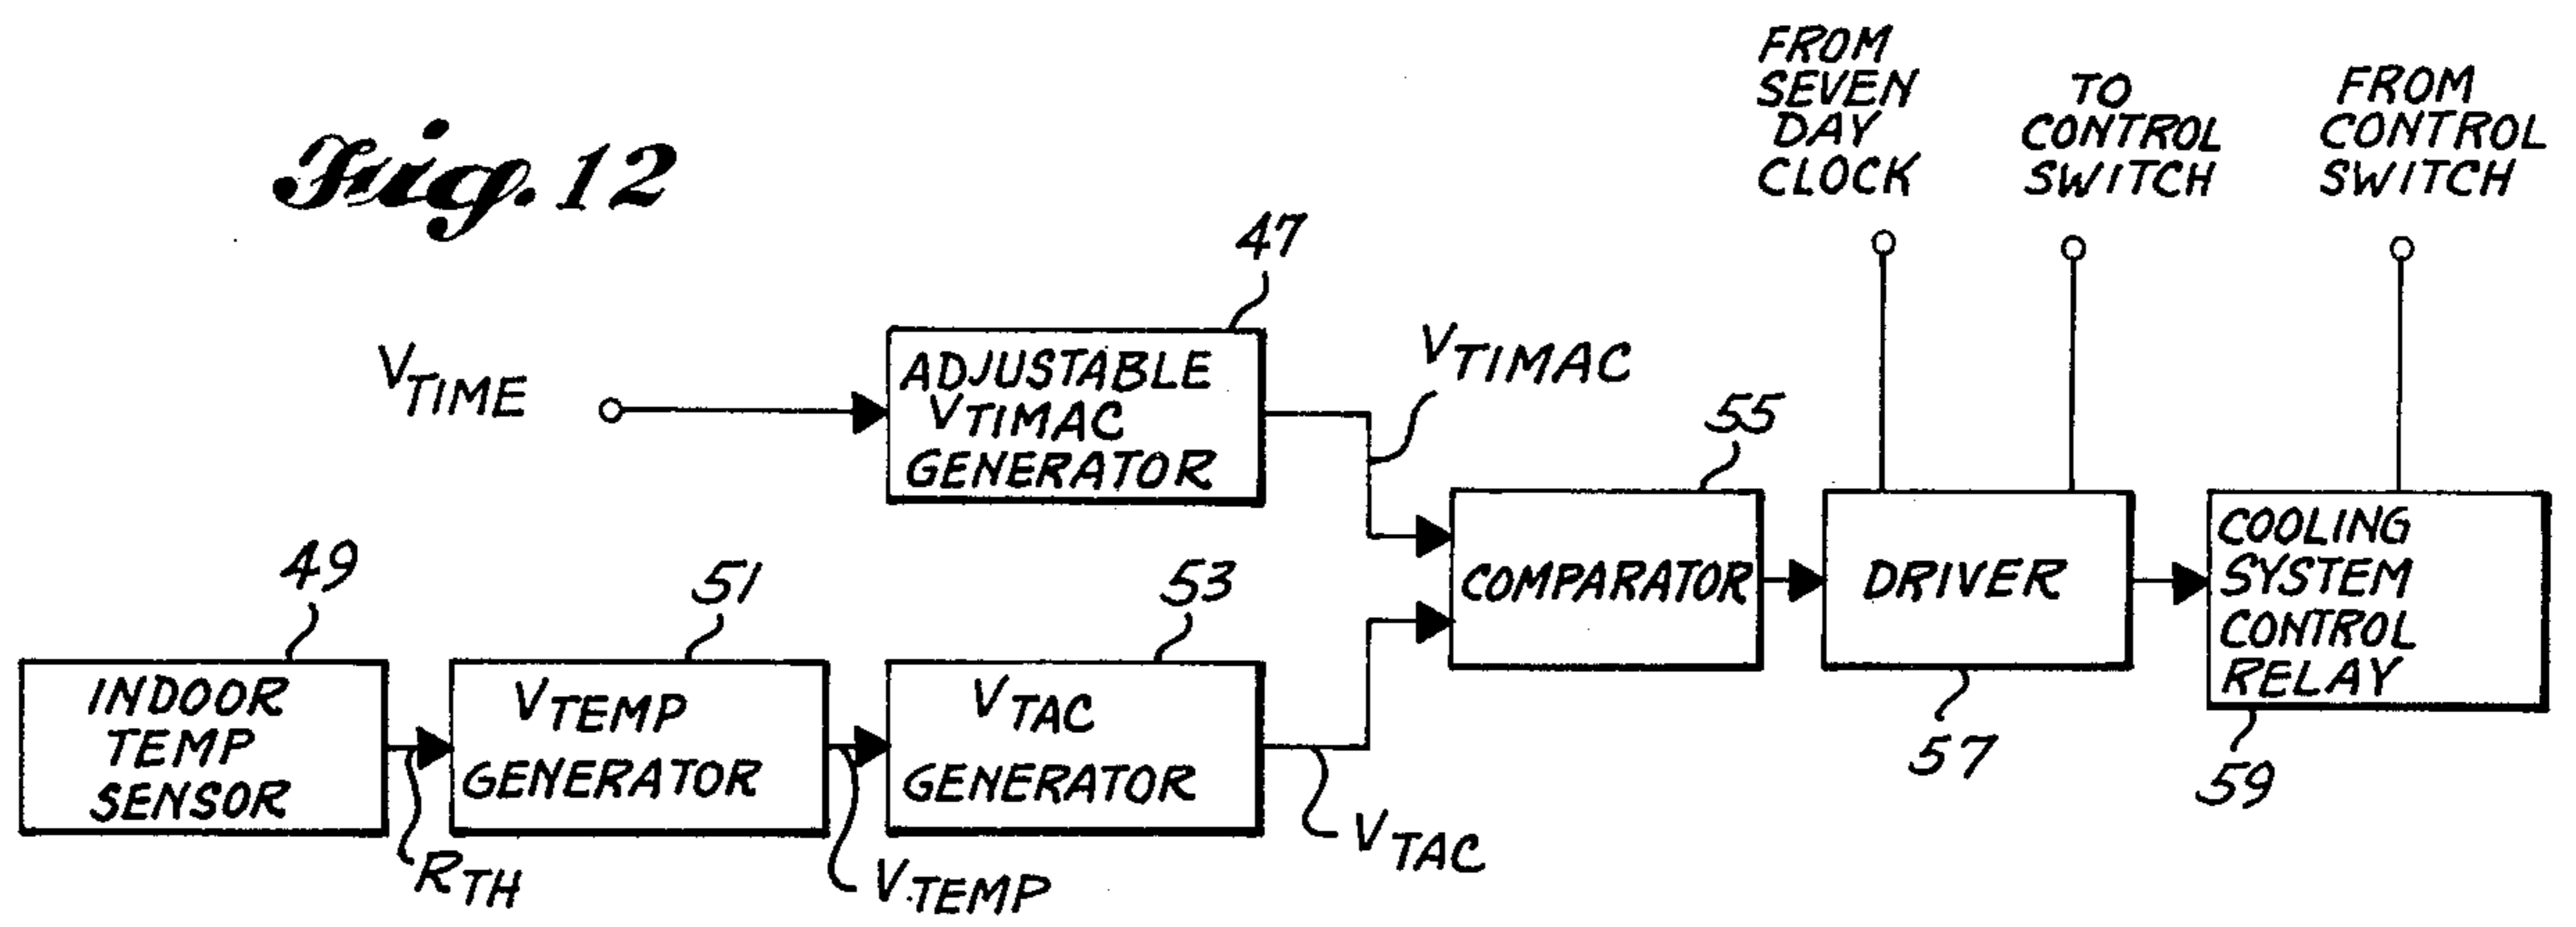 Fig. 12
FROM
SEVEN
DAY
CLOCK
TO
CONTROL
SWITCH
FROM
CONTROL
SWITCH
47
VTIME
ADJUSTABLE
VTIMAC
GENERATOR
VTIMAC
55
COMPARATOR
DRIVER
57
COOLING
SYSTEM
CONTROL
RELAY
59
49
INDOOR
TEMP
SENSOR
RTH
51
VTEMP
GENERATOR
VTEMP
53
VTAC
GENERATOR
VTAC